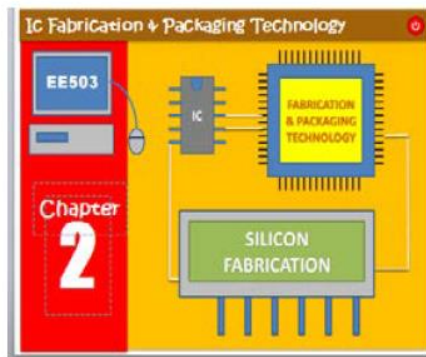 Ic Fabrication & Packaging Technology
EE503
IC
FABRICATION
& PACKAGING
TECHNOLOGY
Chapter
2
SILICON
FABRICATION